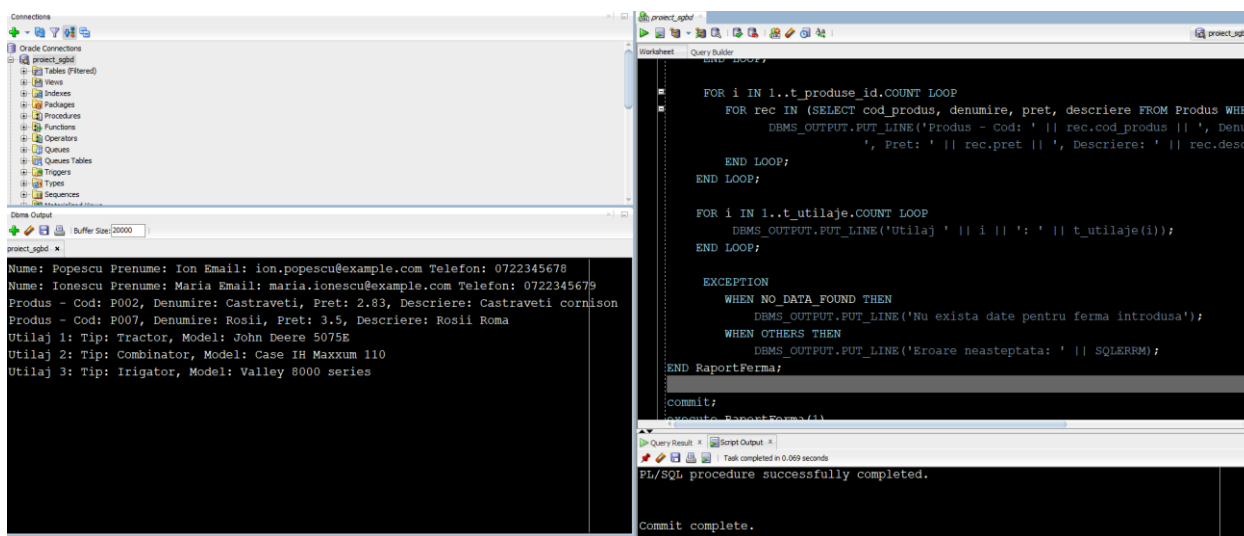 Connections
Oracle Connections
proiect_sgbd
Tables (Filtered)
Views
Indexes
Packages
Procedures
Functions
Operators
Queues
Queues Tables
Triggers
Types
Sequences
Dbms Output
Buffer Size: 20000
proiect_sgbd
Nume: Popescu Prenume: Ion Email: ion.popescu@example.com Telefon: 0722345678
Nume: Ionescu Prenume: Maria Email: maria.ionescu@example.com Telefon: 0722345679
Produs - Cod: P002, Denumire: Castraveti, Pret: 2.83, Descriere: Castraveti cornison
Produs - Cod: P007, Denumire: Rosii, Pret: 3.5, Descriere: Rosii Roma
Utilaj 1: Tip: Tractor, Model: John Deere 5075E
Utilaj 2: Tip: Combinator, Model: Case IH Maxxum 110
Utilaj 3: Tip: Irigator, Model: Valley 8000 series
proiect_sgbd
proiect_sgb
Worksheet Query Builder
END LOOP;
FOR i IN 1..t_produse_id.COUNT LOOP
FOR rec IN (SELECT cod_produs, denumire, pret, descriere FROM Produs WHE
DBMS_OUTPUT.PUT_LINE('Produs - Cod: ' || rec.cod_produs || ', Denu
', Pret: ' || rec.pret || ', Descriere: ' || rec.desc
END LOOP;
END LOOP;
FOR i IN 1..t_utilaje.COUNT LOOP
DBMS_OUTPUT.PUT_LINE('Utilaj ' || i || ': ' || t_utilaje(i));
END LOOP;
EXCEPTION
WHEN NO_DATA_FOUND THEN
DBMS_OUTPUT.PUT_LINE('Nu exista date pentru ferma introdusa');
WHEN OTHERS THEN
DBMS_OUTPUT.PUT_LINE('Eroare neasteptata: ' || SQLERRM);
END RaportFerma;
commit;
execute RaportFerma(1)
Query Result Script Output
Task completed in 0.069 seconds
PL/SQL procedure successfully completed.
Commit complete.